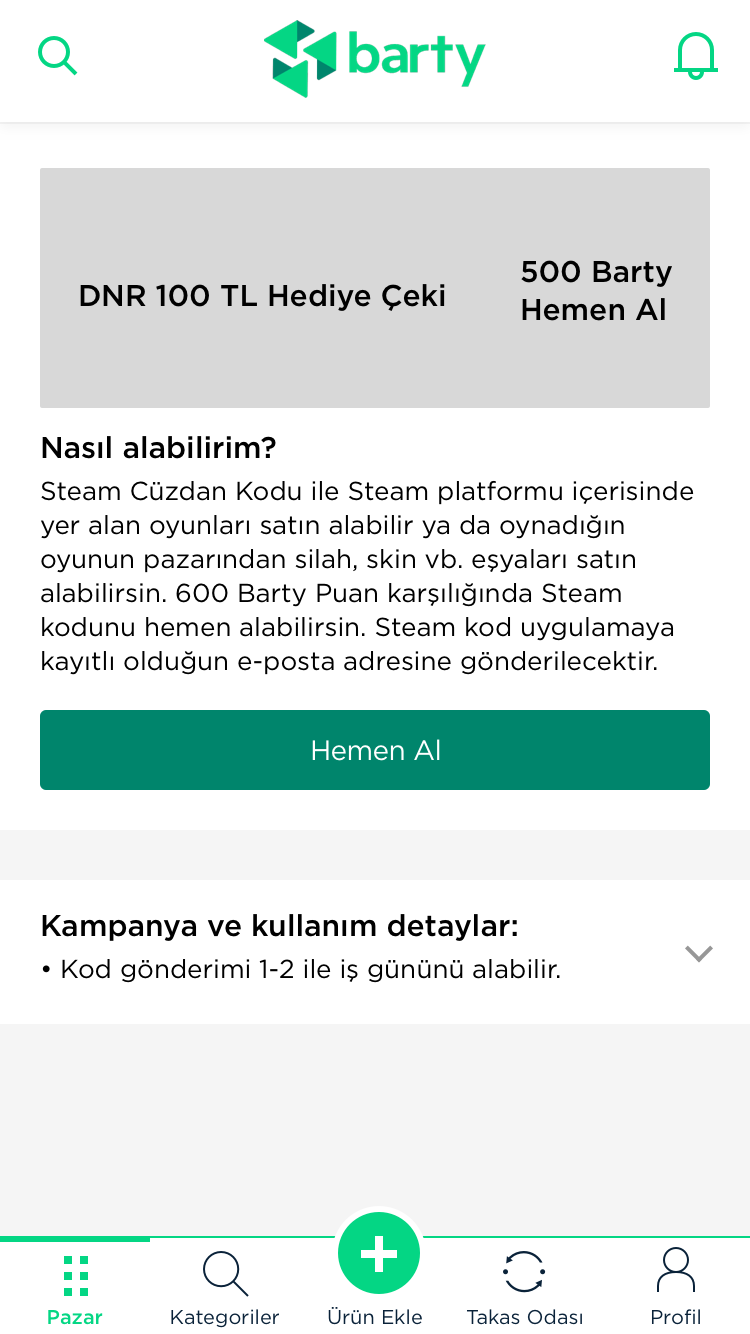 barty
DNR 100 TL Hediye Çeki
500 Barty
Hemen Al
Nasıl alabilirim?
Steam Cüzdan Kodu ile Steam platformu içerisinde
yer alan oyunları satın alabilir ya da oynadığın
oyunun pazarından silah, skin vb. eşyaları satın
alabilirsin. 600 Barty Puan karşılığında Steam
kodunu hemen alabilirsin. Steam kod uygulamaya
kayıtlı olduğun e-posta adresine gönderilecektir.
Hemen Al
Kampanya ve kullanım detaylar:
• Kod gönderimi 1-2 ile iş gününü alabilir.
Pazar
Kategoriler
Ürün Ekle
Takas Odası
Profil